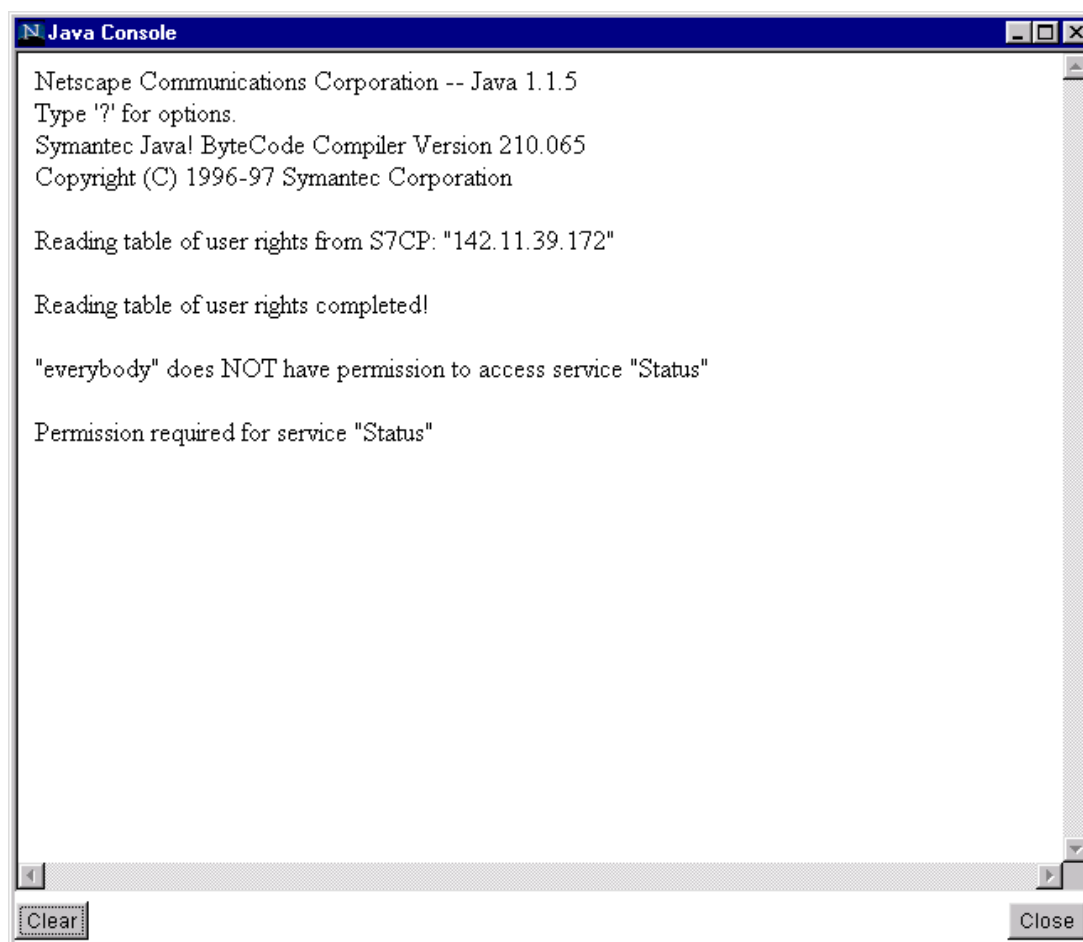 Java Console
Netscape Communications Corporation -- Java 1.1.5
Type '?' for options.
Symantec Java! ByteCode Compiler Version 210.065
Copyright (C) 1996-97 Symantec Corporation
Reading table of user rights from S7CP: "142.11.39.172"
Reading table of user rights completed!
"everybody" does NOT have permission to access service "Status"
Permission required for service "Status"
Clear Close